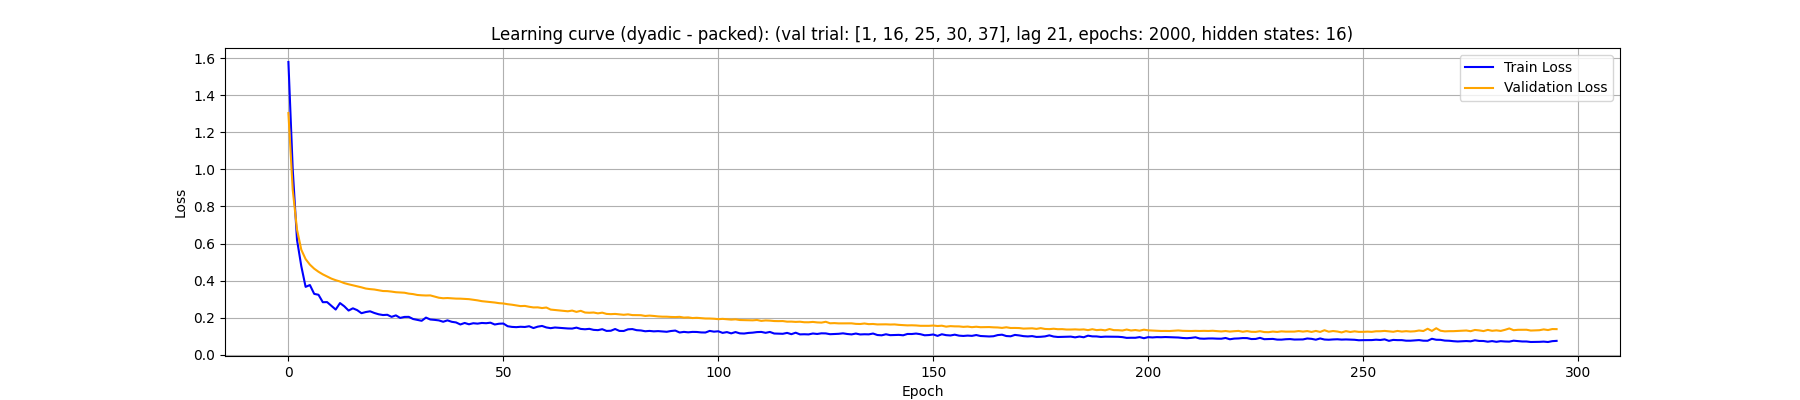 Learning curve (dyadic - packed): (val trial: [1, 16, 25, 30, 37], lag 21, epochs: 2000, hidden states: 16)
Train Loss
Validation Loss
1.6
1.4
1.2
1.0
0.8
0.6
0.4
0.2
0.0
Loss
0 50 100 150 200 250 300
Epoch